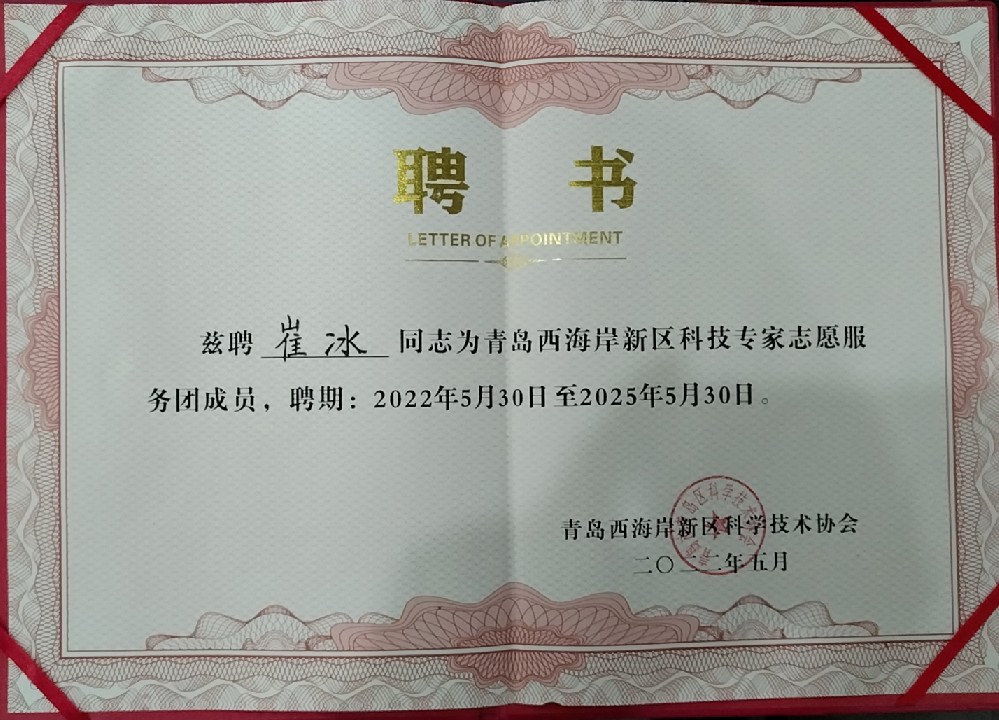 聘 书
LETTER OF APPOINTMENT
兹聘 崔冰 同志为青岛西海岸新区科技专家志愿服
务团成员，聘期：2022年5月30日至2025年5月30日。
青岛西海岸新区科学技术协会
二〇二二年五月